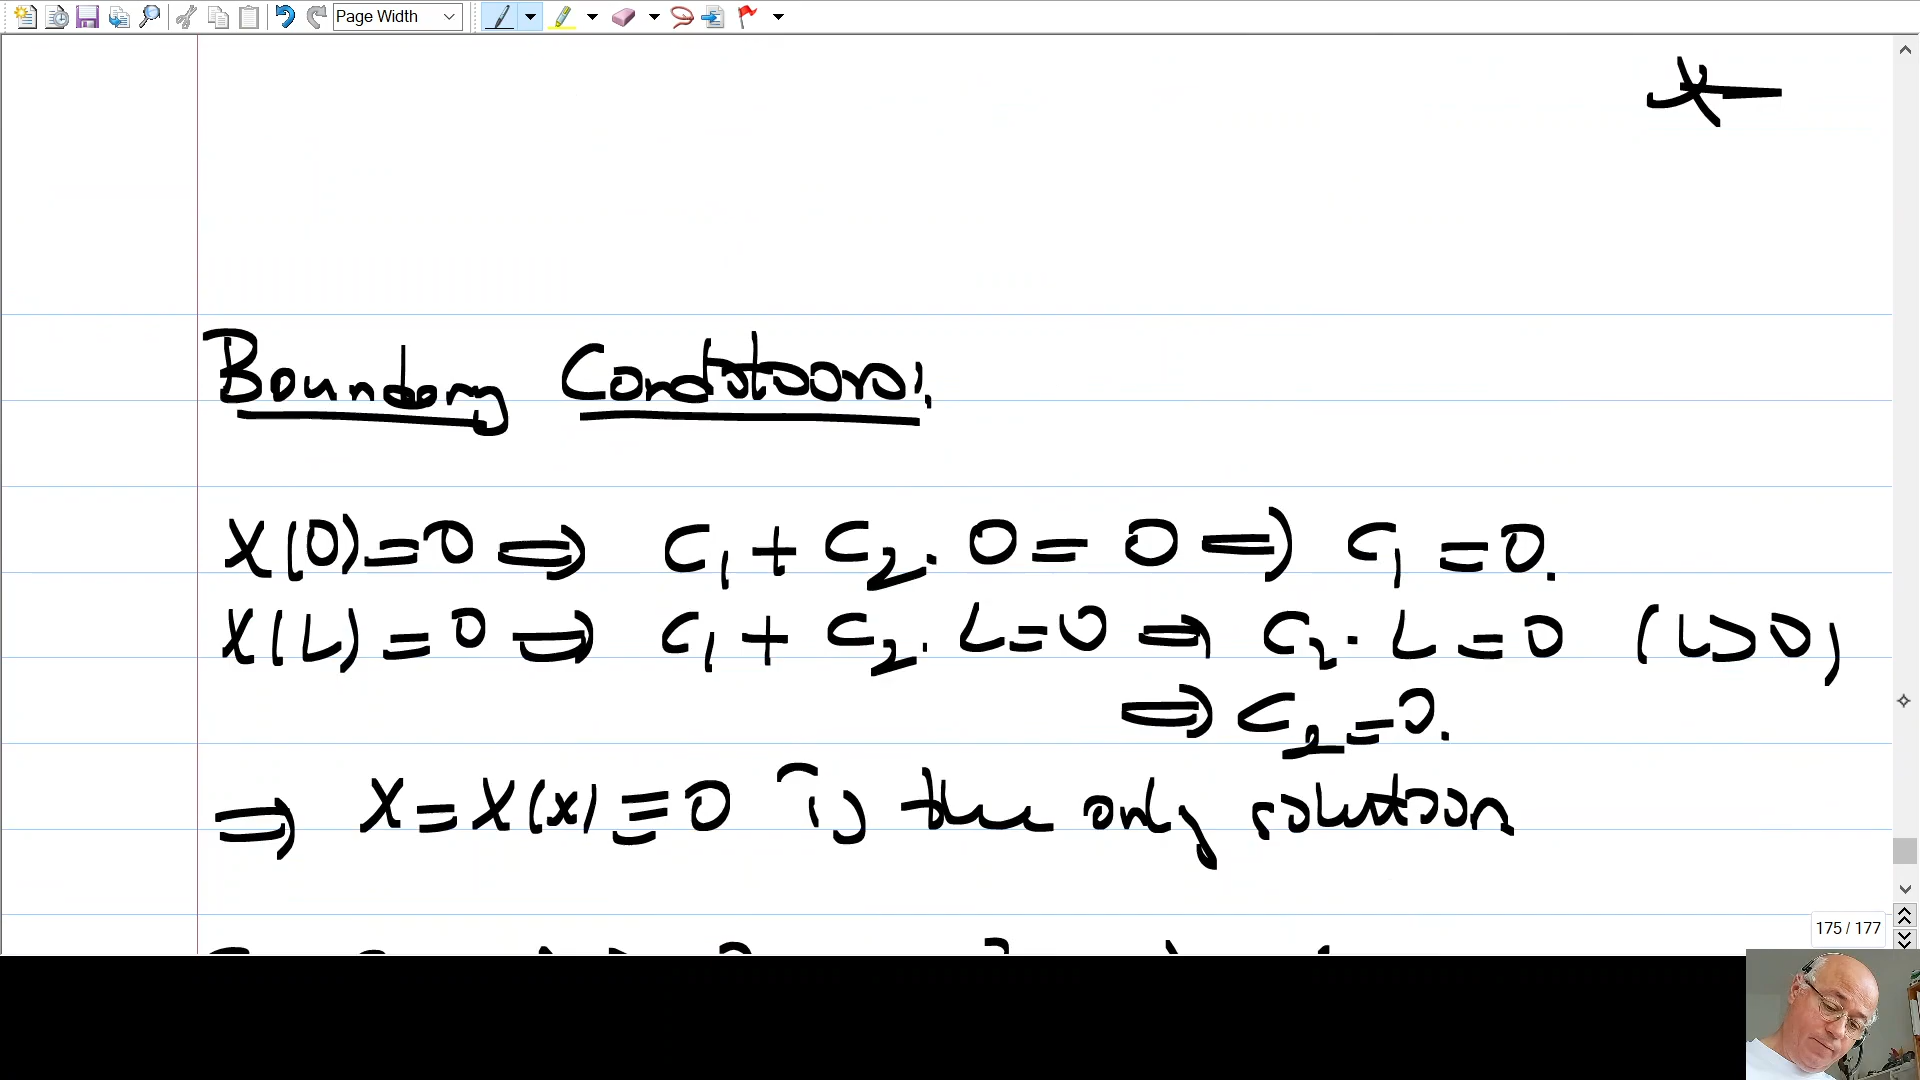 Page Width
Boundary Conditions:
X(0)=0 ⟹ C₁ + C₂ · 0 = 0 ⟹ C₁ = 0.
X(L)=0 ⟹ C₁ + C₂ · L = 0 ⟹ C₂ · L = 0 (L>0)
⟹ C₂ = 0.
⟹ X = X(x) ≡ 0 is the only solution
175 / 177